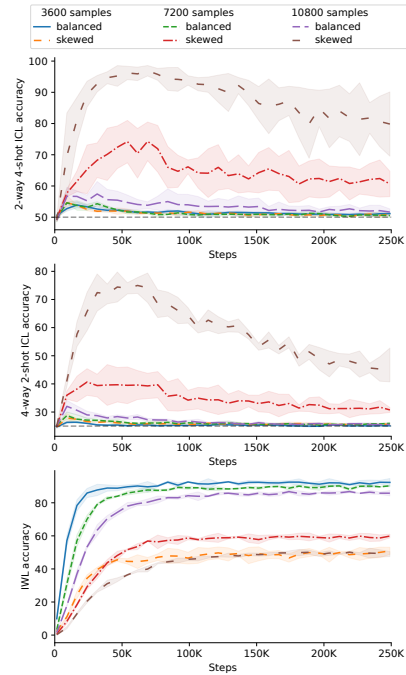 3600 samples 7200 samples 10800 samples
balanced balanced balanced
skewed skewed skewed
100
90
80
70
60
50
2-way 4-shot ICL accuracy
0 50K 100K 150K 200K 250K
Steps
80
70
60
50
40
30
4-way 2-shot ICL accuracy
0 50K 100K 150K 200K 250K
Steps
80
60
40
20
0
IWL accuracy
0 50K 100K 150K 200K 250K
Steps